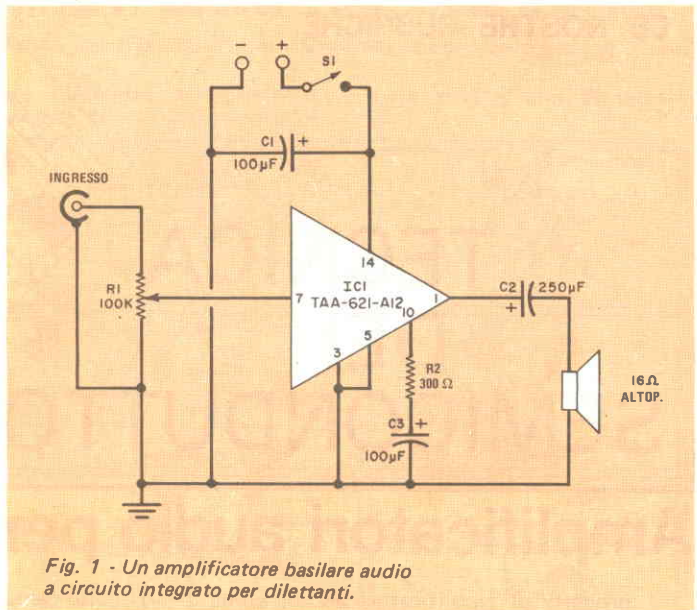 - +
S1
C1 +
100µF
INGRESSO
R1
100K
14
IC1
7 TAA-621-A12 1
10
5
3
C2 250µF
+
R2
300 Ω
C3 +
100µF
16Ω
ALTOP.
Fig. 1 - Un amplificatore basilare audio
a circuito integrato per dilettanti.